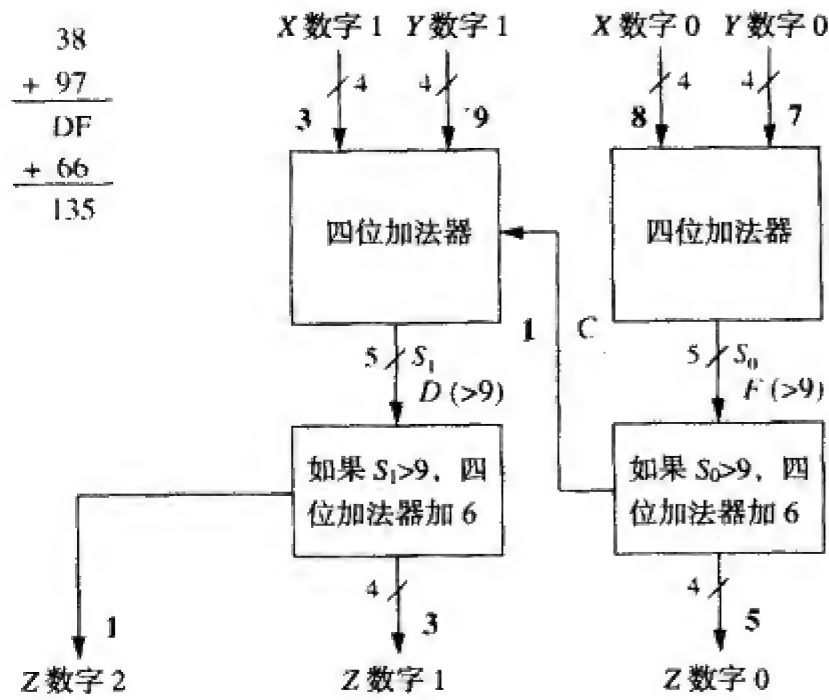 38
+ 97
DF
+ 66
135
X 数字 1 Y 数字 1 X 数字 0 Y 数字 0
4 4 4 4
3 9 8 7
四位加法器 四位加法器
1 C
5 S₁ 5 S₀
D (>9) F (>9)
如果 S₁>9，四 如果 S₀>9，四
位加法器加 6 位加法器加 6
4 4
1 3 5
Z 数字 2 Z 数字 1 Z 数字 0